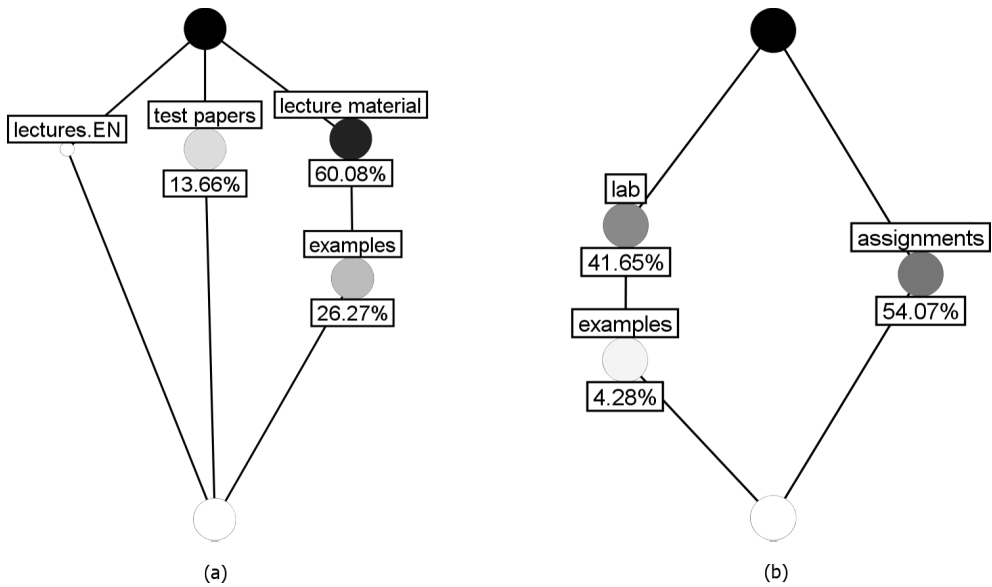 lectures.EN
test papers
13.66%
lecture material
60.08%
examples
26.27%
(a)
lab
41.65%
examples
4.28%
assignments
54.07%
(b)